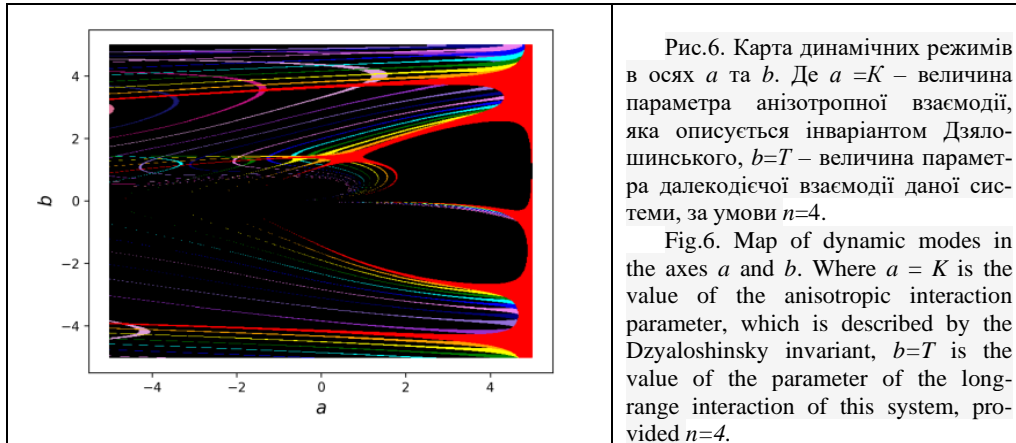 4
2
0
−2
−4
b
−4
−2
0
2
4
a
Рис.6. Карта динамічних режимів
в осях a та b. Де a =К – величина
параметра анізотропної взаємодії,
яка описується інваріантом Дзяло-
шинського, b=T – величина парамет-
ра далекодієчої взаємодії даної сис-
теми, за умови n=4.
Fig.6. Map of dynamic modes in
the axes a and b. Where a = K is the
value of the anisotropic interaction
parameter, which is described by the
Dzyaloshinsky invariant, b=T is the
value of the parameter of the long-
range interaction of this system, pro-
vided n=4.